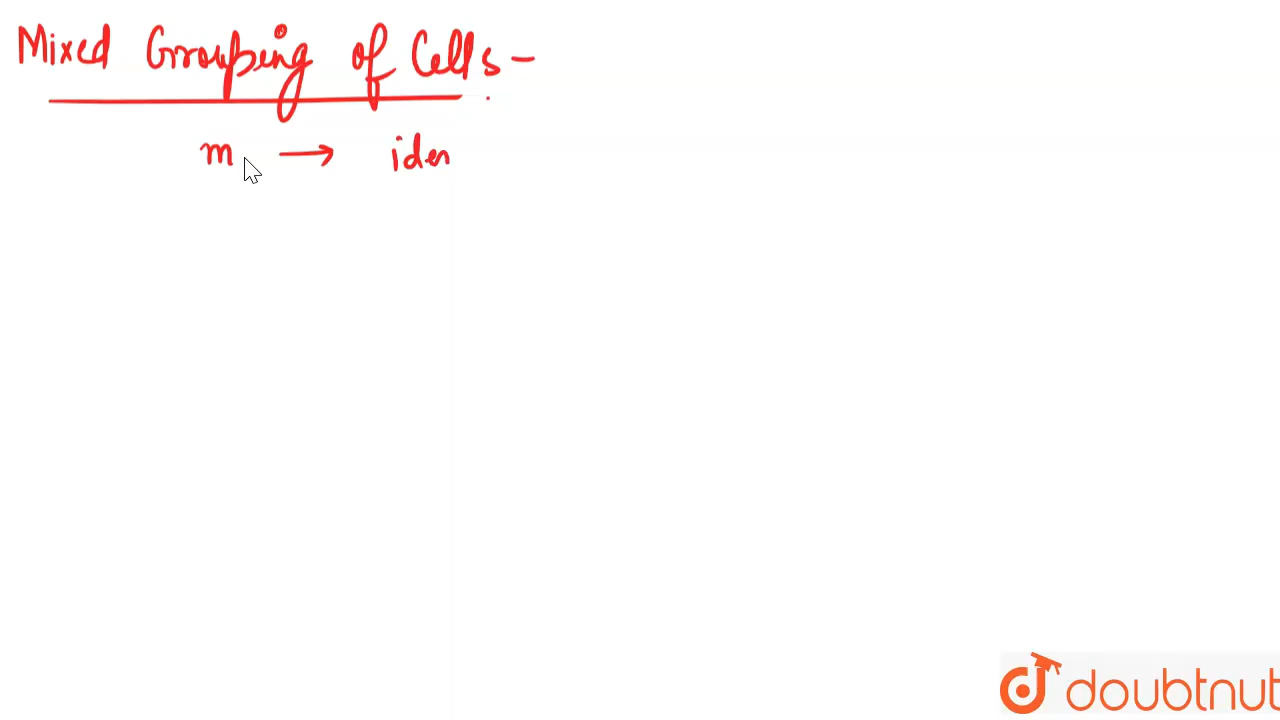 Mixed Grouping of Cells -
m → iden
doubtnut